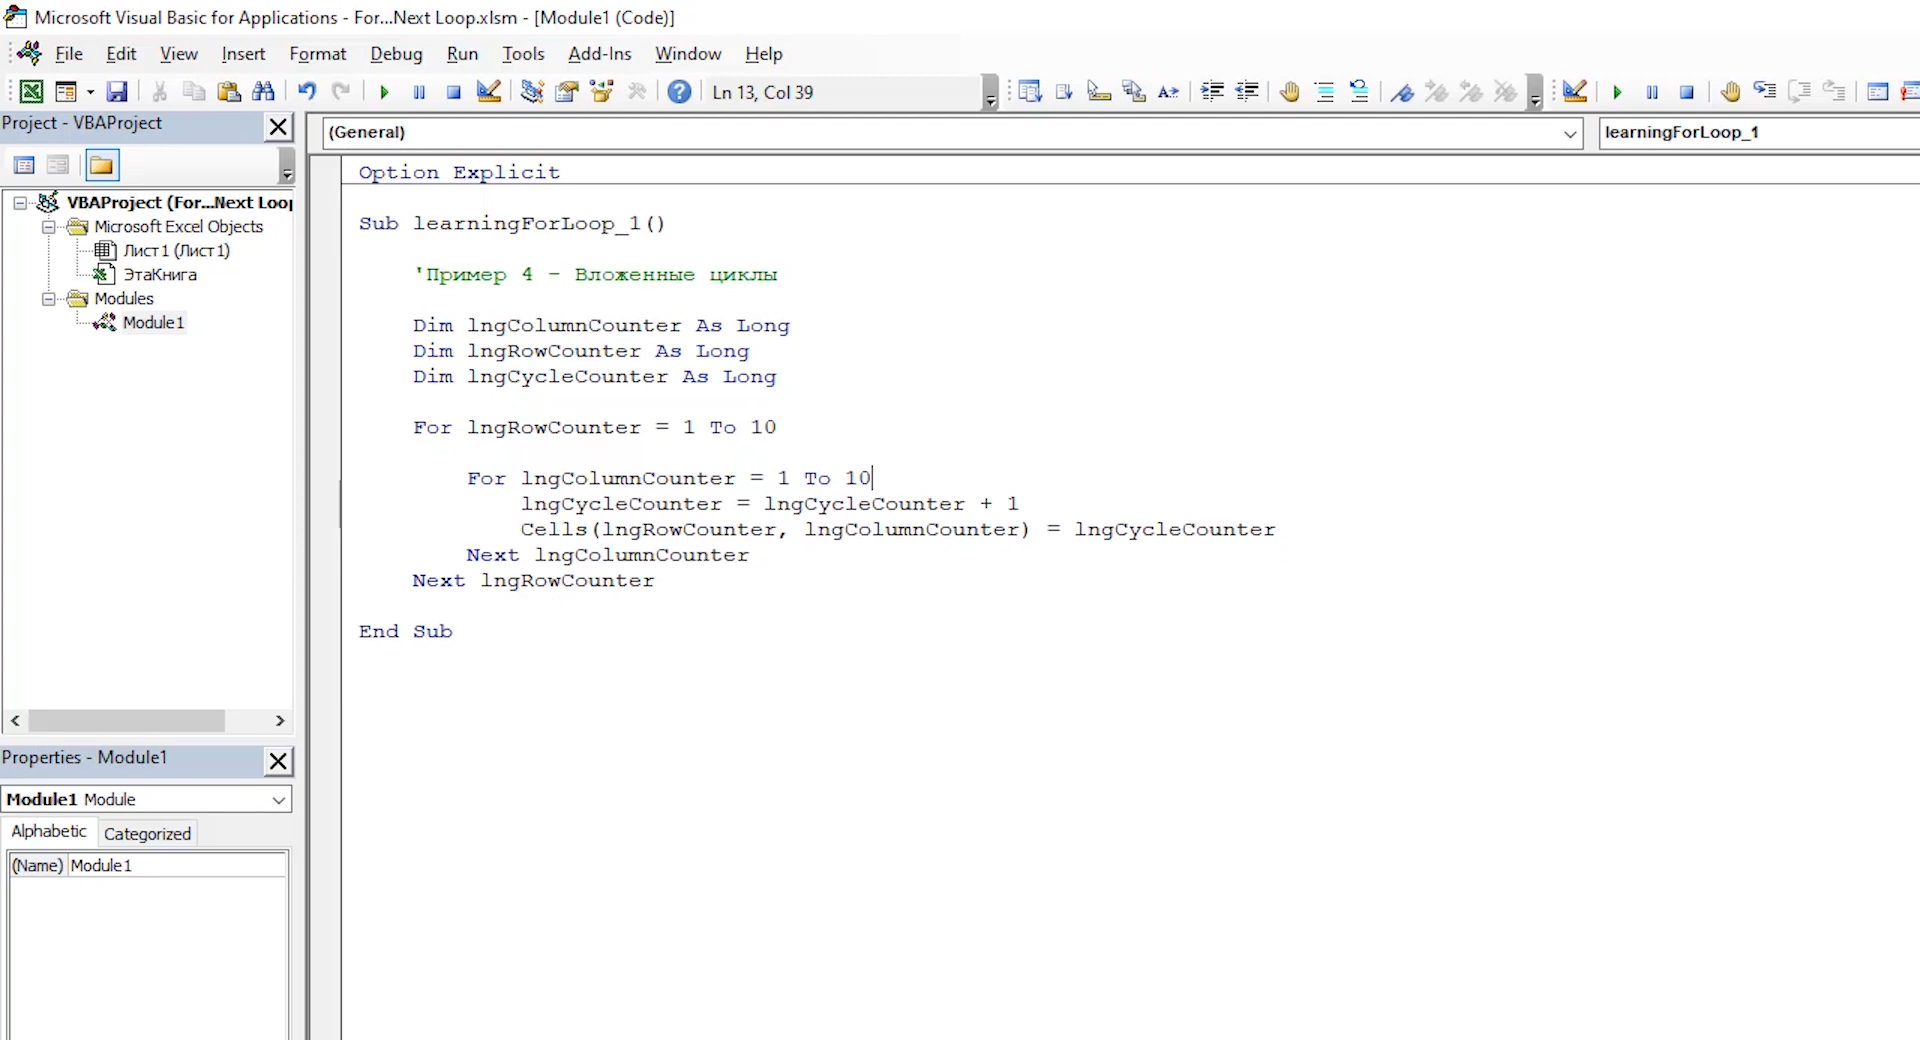 Microsoft Visual Basic for Applications - For...Next Loop.xlsm - [Module1 (Code)]
File Edit View Insert Format Debug Run Tools Add-Ins Window Help
Ln 13, Col 39
Project - VBAProject
(General)
learningForLoop_1
VBAProject (For...Next Loop
Microsoft Excel Objects
Лист1 (Лист1)
ЭтаКнига
Modules
Module1
Option Explicit
Sub learningForLoop_1()
'Пример 4 - Вложенные циклы
Dim lngColumnCounter As Long
Dim lngRowCounter As Long
Dim lngCycleCounter As Long
For lngRowCounter = 1 To 10
For lngColumnCounter = 1 To 10
lngCycleCounter = lngCycleCounter + 1
Cells(lngRowCounter, lngColumnCounter) = lngCycleCounter
Next lngColumnCounter
Next lngRowCounter
End Sub
Properties - Module1
Module1 Module
Alphabetic Categorized
(Name) Module1